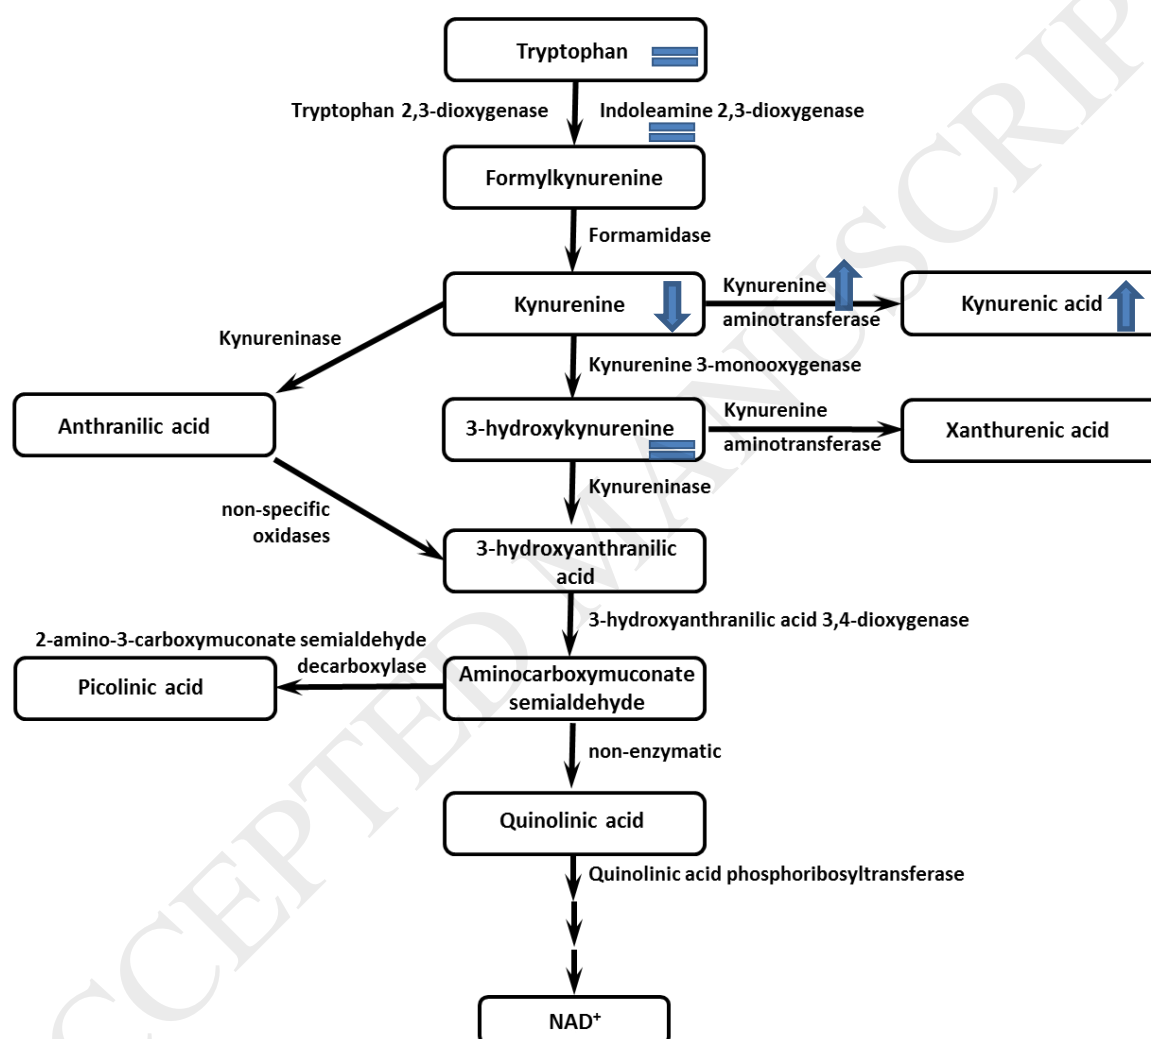 Tryptophan
Tryptophan 2,3-dioxygenase
Indoleamine 2,3-dioxygenase
Formylkynurenine
Formamidase
Kynurenine
Kynurenine
aminotransferase
Kynurenic acid
Kynureninase
Kynurenine 3-monooxygenase
Anthranilic acid
3-hydroxykynurenine
Kynurenine
aminotransferase
Xanthurenic acid
Kynureninase
non-specific
oxidases
3-hydroxyanthranilic
acid
3-hydroxyanthranilic acid 3,4-dioxygenase
2-amino-3-carboxymuconate semialdehyde
decarboxylase
Picolinic acid
Aminocarboxymuconate
semialdehyde
non-enzymatic
Quinolinic acid
Quinolinic acid phosphoribosyltransferase
NAD⁺
CCEPTED MANUSCRIP